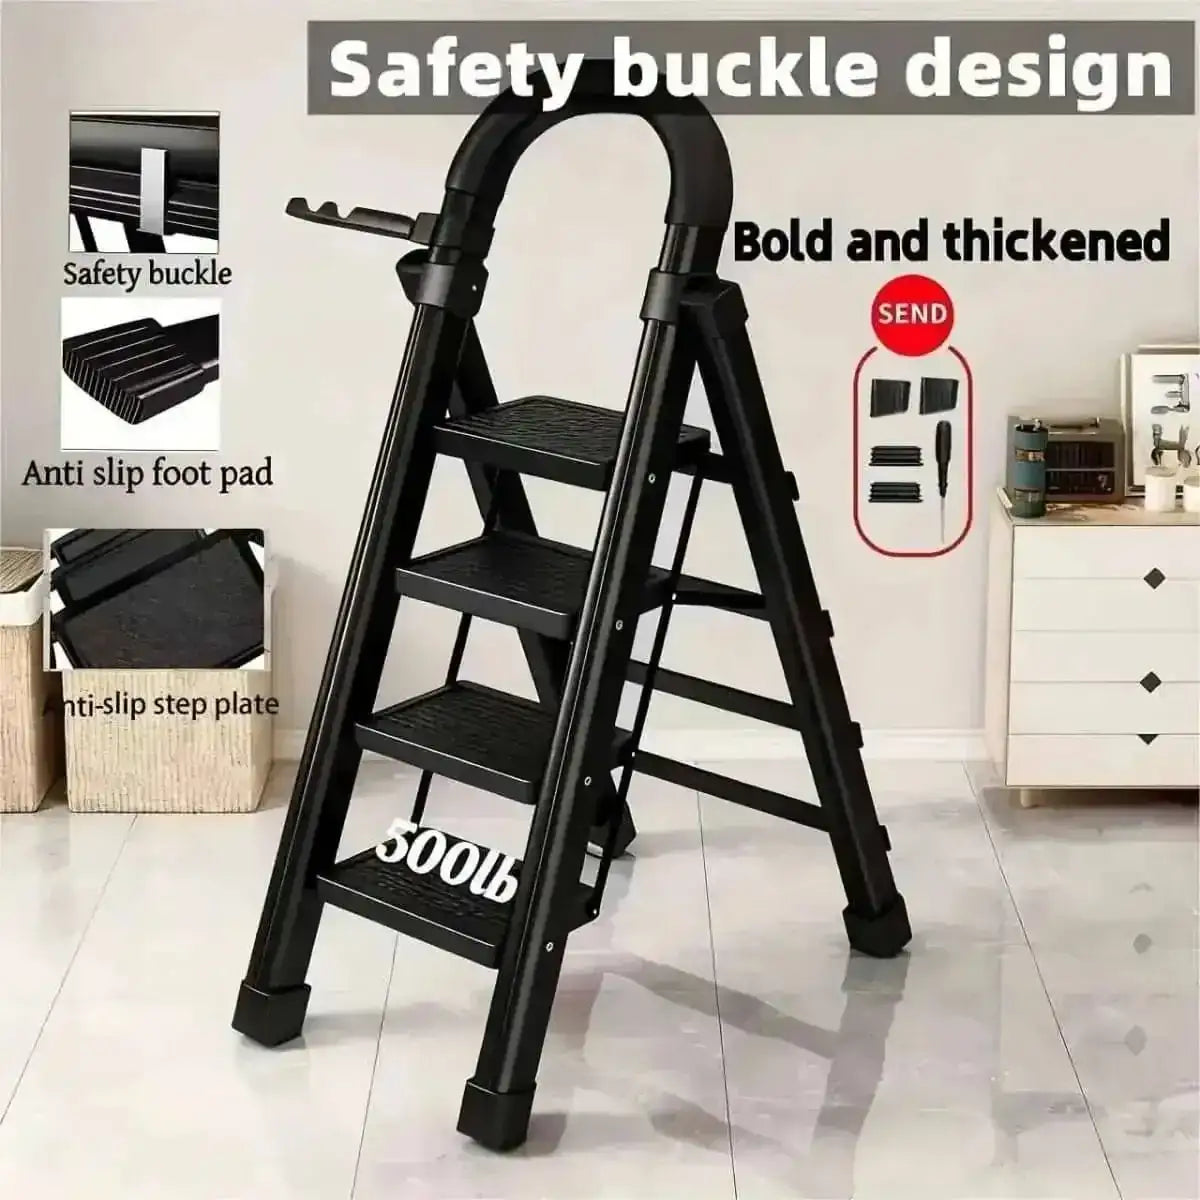 Safety buckle design
Bold and thickened
SEND
Safety buckle
Anti slip foot pad
Anti-slip step plate
500lb